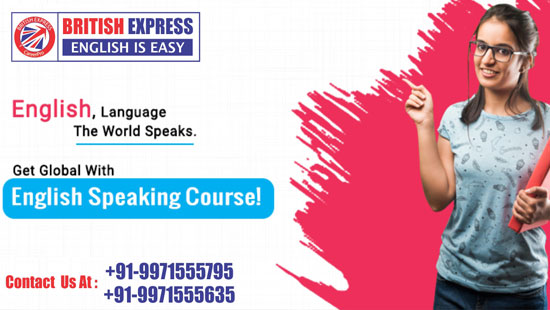 BRITISH EXPRESS
ENGLISH IS EASY
English, Language
The World Speaks.
Get Global With
English Speaking Course!
Contact Us At :
+91-9971555795
+91-9971555635